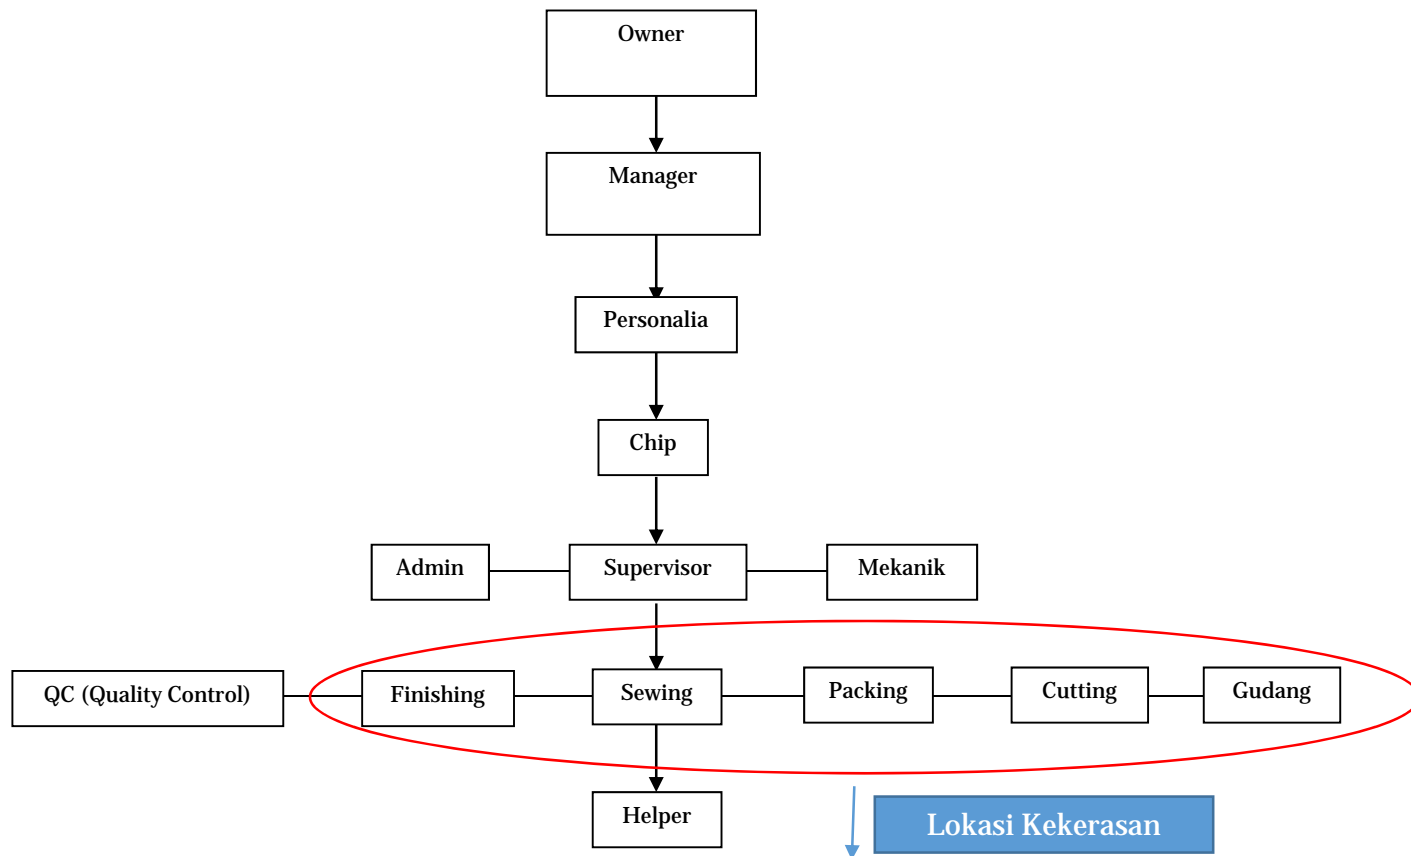 Owner
Manager
Personalia
Chip
Admin
Supervisor
Mekanik
QC (Quality Control)
Finishing
Sewing
Packing
Cutting
Gudang
Helper
Lokasi Kekerasan